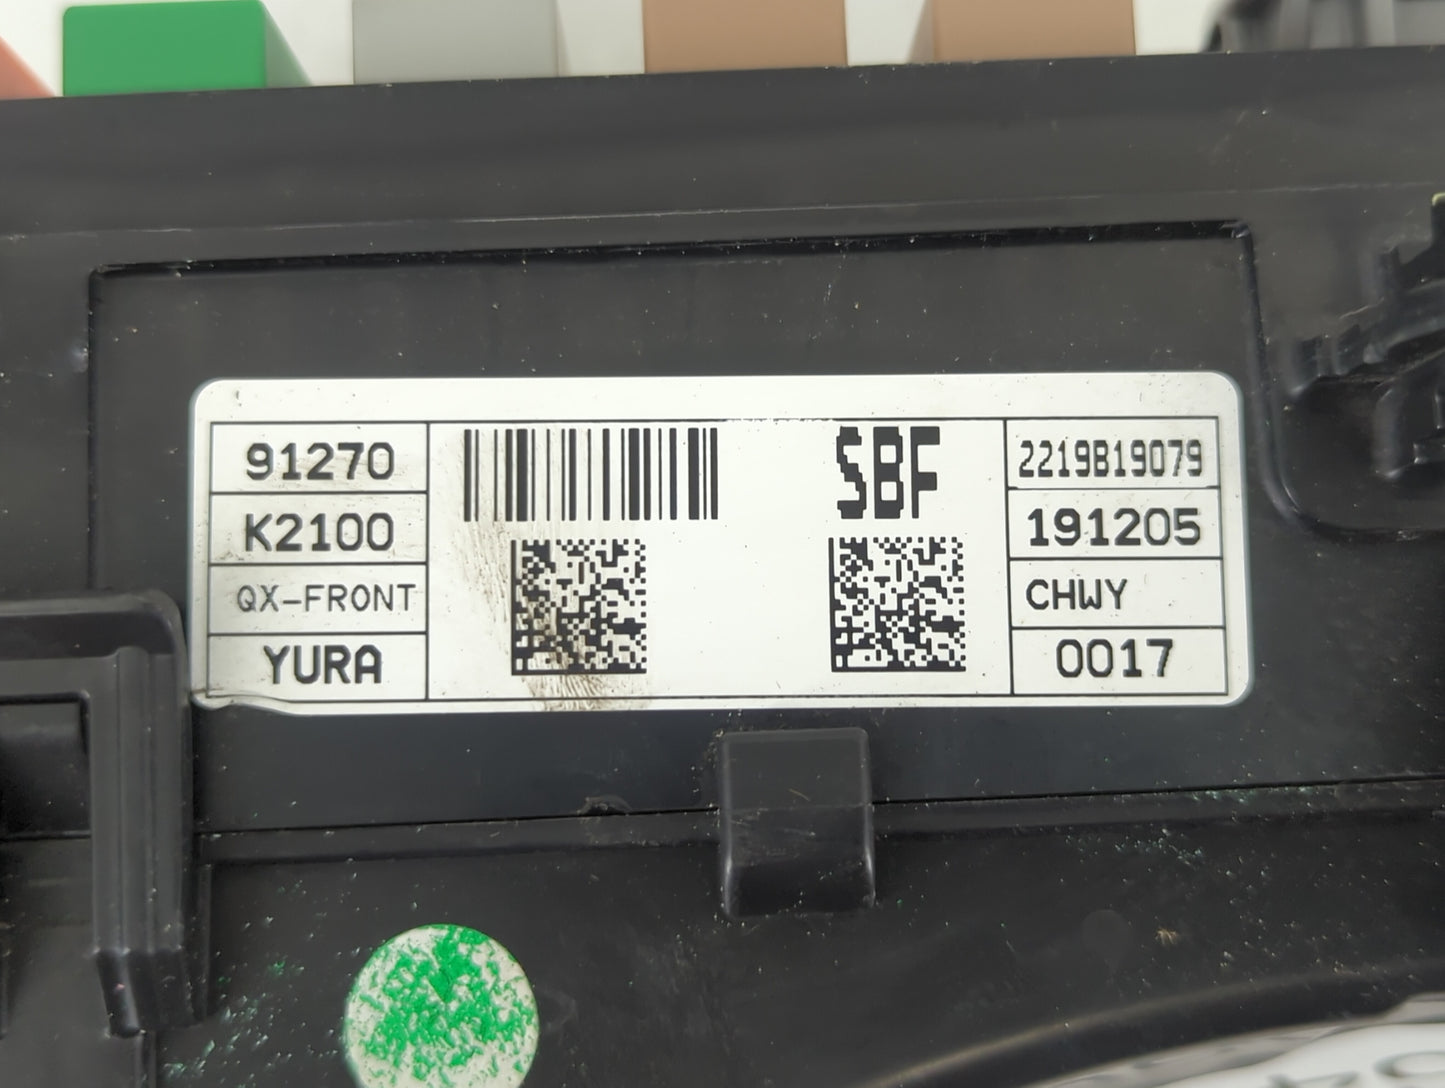 91270
K2100
QX-FRONT
YURA
SBF
2219B19079
191205
CHWY
0017